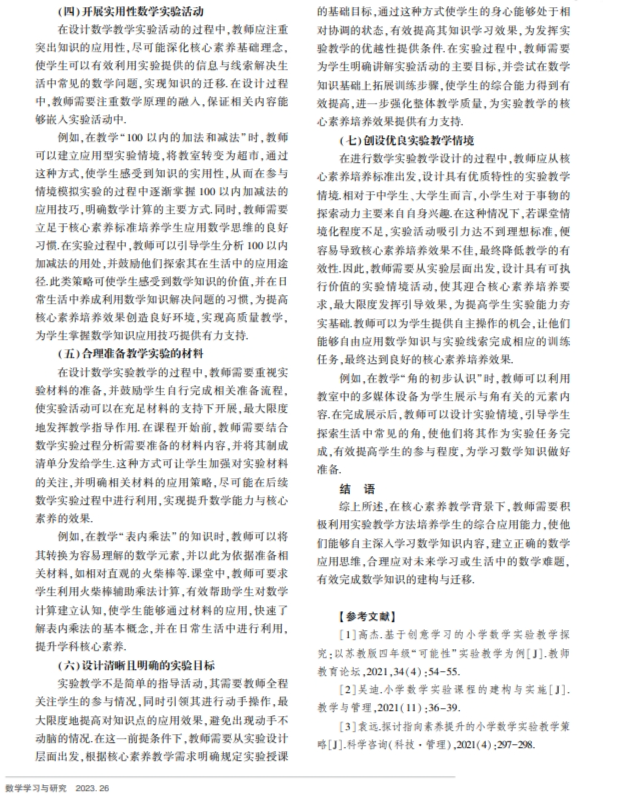 (四)开展实用性数学实验活动
在设计数学教学实验活动的过程中,教师应注重
突出知识的应用性,尽可能深化核心素养基础理念,
使学生可以有效利用实验提供的信息与线索解决生
活中常见的数学问题,实现知识的迁移.在设计过程
中,教师需要注重数学原理的融入,保证相关内容能
够嵌入实验活动中.
例如,在教学“100以内的加法和减法”时,教师
可以建立应用型实验情境,将教室转变为超市,通过
这种方式,使学生感受到知识的实用性,从而在参与
情境模拟实验的过程中逐渐掌握100以内加减法的
应用技巧,明确数学计算的主要方式.同时,教师需要
立足于核心素养标准培养学生应用数学思维的良好
习惯.在实验过程中,教师可以引导学生分析100以内
加减法的用处,并鼓励他们探索其在生活中的应用途
径.此类策略可使学生感受到数学知识的价值,并在日
常生活中养成利用数学知识解决问题的习惯,为提高
核心素养培养效果创造良好环境,实现高质量教学,
为学生掌握数学知识应用技巧提供有力支持.
(五)合理准备教学实验的材料
在设计数学实验教学的过程中,教师需要重视实
验材料的准备,并鼓励学生自行完成相关准备流程,
使实验活动可以在充足材料的支持下开展,最大限度
地发挥教学指导作用.在课程开始前,教师需要结合
数学实验过程分析需要准备的材料内容,并将其制成
清单分发给学生.这种方式可让学生加强对实验材料
的关注,并明确相关材料的应用策略,尽可能在后续
数学实验过程中进行利用,实现提升数学能力与核心
素养的效果.
例如,在教学“表内乘法”的知识时,教师可以将
其转换为容易理解的数学元素,并以此为依据准备相
关材料,如相对直观的火柴棒等.课堂中,教师可要求
学生利用火柴棒辅助乘法计算,有效帮助学生对数学
计算建立认知,使学生能够通过材料的应用,快速了
解表内乘法的基本概念,并在日常生活中进行利用,
提升学科核心素养.
(六)设计清晰且明确的实验目标
实验教学不是简单的指导活动,其需要教师全程
关注学生的参与情况,同时引领其进行动手操作,最
大限度地提高对知识点的应用效果,避免出现动手不
动脑的情况.在这一前提条件下,教师需要从实验设计
层面出发,根据核心素养教学需求明确规定实验授课
的基础目标,通过这种方式使学生的身心能够处于相
对协调的状态,有效提高其知识学习效果,为发挥实
验教学的优越性提供条件.在实验过程中,教师需要
为学生明确讲解实验活动的主要目标,并尝试在数学
知识基础上拓展训练步骤,使学生的综合能力得到有
效提高,进一步强化整体教学质量,为实验教学的核
心素养培养效果提供有力支持.
(七)创设优良实验教学情境
在进行数学实验教学设计的过程中,教师应从核
心素养培养标准出发,设计具有优质特性的实验教学
情境.相对于中学生、大学生而言,小学生对于事物的
探索动力主要来自自身兴趣.在这种情况下,若课堂情
境化程度不足,实验活动吸引力达不到理想标准,便
容易导致核心素养培养效果不佳,最终降低教学的有
效性.因此,教师需要从实验层面出发,设计具有可执
行价值的实验情境活动,使其迎合核心素养培养要
求,最大限度发挥引导效果,为提高学生实验能力夯
实基础.教师可以为学生提供自主操作的机会,让他们
能够自由应用数学知识与实验线索完成相应的训练
任务,最终达到良好的核心素养培养效果.
例如,在教学“角的初步认识”时,教师可以利用
教室中的多媒体设备为学生展示与角有关的元素内
容.在完成展示后,教师可以设计实验情境,引导学生
探索生活中常见的角,使他们将其作为实验任务完
成,有效提高学生的参与程度,为学习数学知识做好
准备.
结 语
综上所述,在核心素养教学背景下,教师需要积
极利用实验教学方法培养学生的综合应用能力,使他
们能够自主深入学习数学知识内容,建立正确的数学
应用思维,合理应对未来学习或生活中的数学难题,
有效完成数学知识的建构与迁移.
【参考文献】
[1]高杰.基于创意学习的小学数学实验教学探
究:以苏教版四年级“可能性”实验教学为例[J].教师
教育论坛,2021,34(4):54-55.
[2]吴迪.小学数学实验课程的建构与实施[J].
教学与管理,2021(11):36-39.
[3]袁远.探讨指向素养提升的小学数学实验教学策
略[J].科学咨询(科技·管理),2021(4):297-298.
数学学习与研究 2023.26